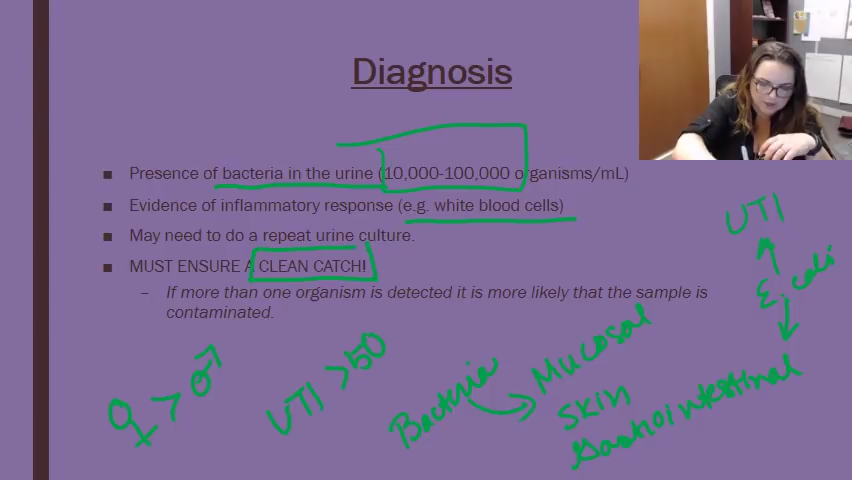 Diagnosis
Presence of bacteria in the urine (10,000-100,000 organisms/mL)
Evidence of inflammatory response (e.g. white blood cells)
May need to do a repeat urine culture.
MUST ENSURE A CLEAN CATCH!
– If more than one organism is detected it is more likely that the sample is
contaminated.
UTI
E. coli
♀ > ♂
UTI > 50
Bacteria
Mucosal
Skin
Gastrointestinal